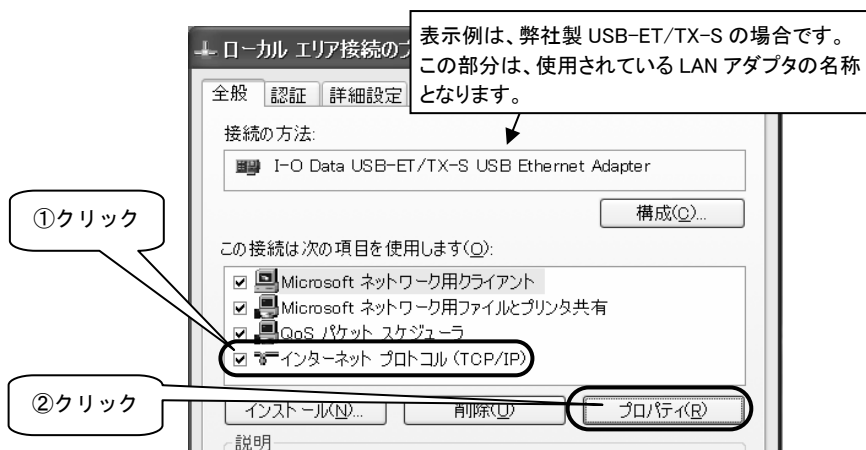 表示例は、弊社製 USB-ET/TX-S の場合です。
この部分は、使用されている LAN アダプタの名称
となります。
ローカル エリア接続の
全般 認証 詳細設定
接続の方法:
I-O Data USB-ET/TX-S USB Ethernet Adapter
構成(C)...
①クリック
この接続は次の項目を使用します(O):
Microsoft ネットワーク用クライアント
Microsoft ネットワーク用ファイルとプリンタ共有
QoS パケット スケジューラ
インターネット プロトコル (TCP/IP)
②クリック
インストール(N)... 削除(U) プロパティ(R)
説明